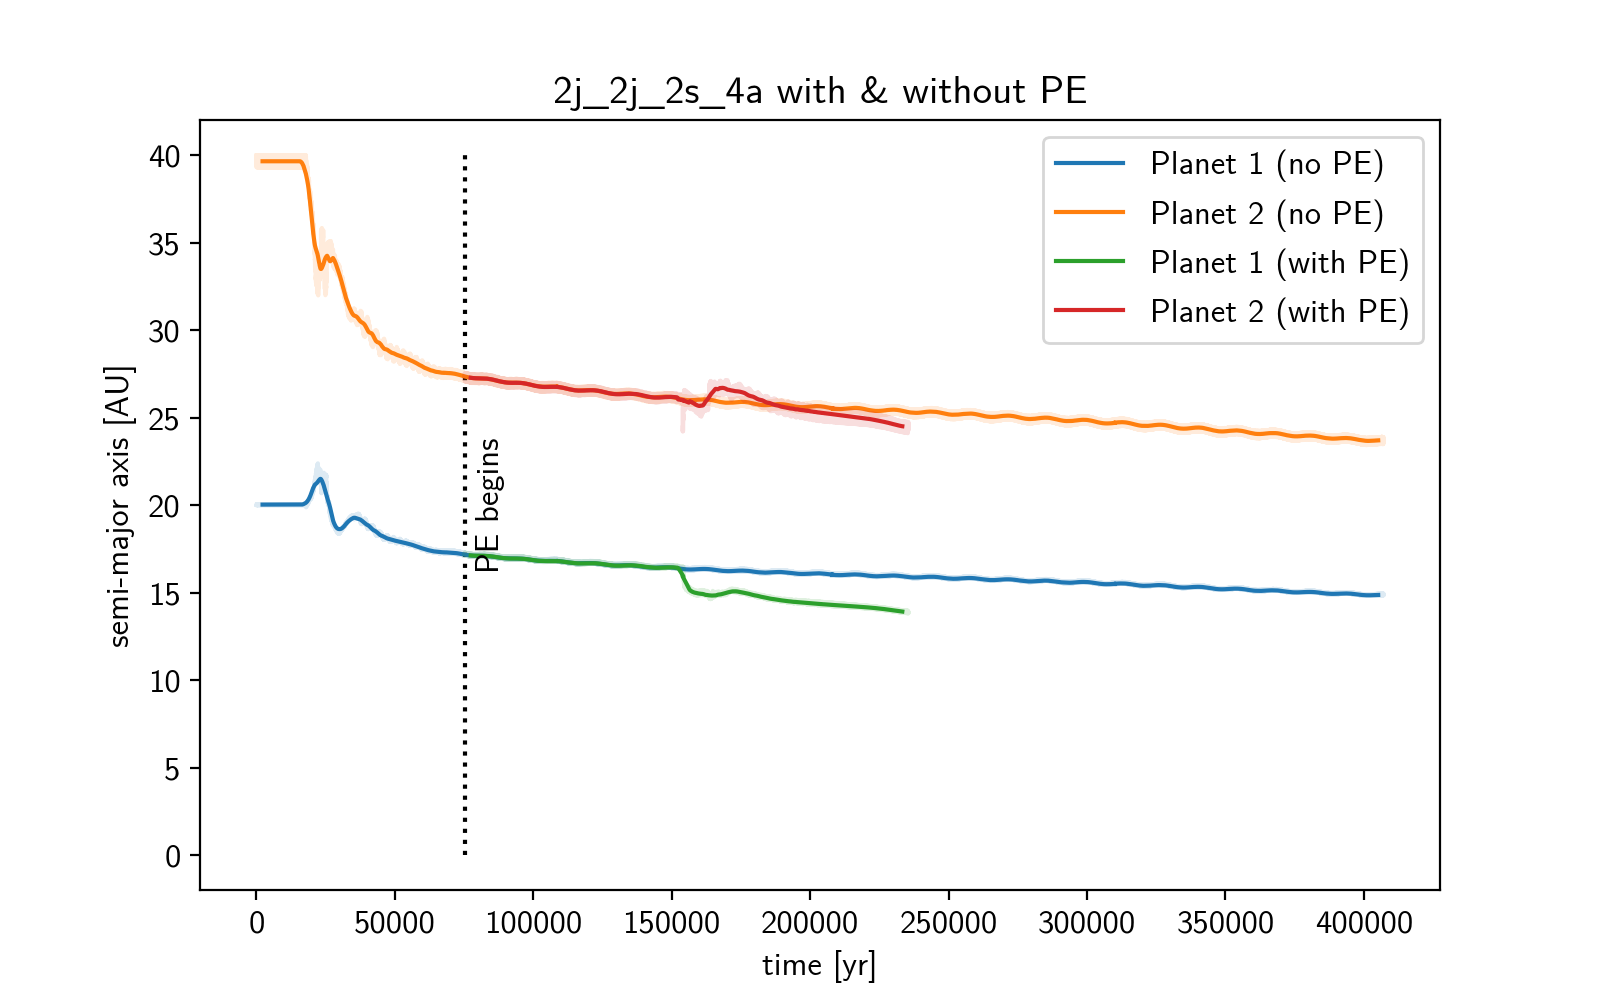 2j_2j_2s_4a with & without PE
Planet 1 (no PE)
Planet 2 (no PE)
Planet 1 (with PE)
Planet 2 (with PE)
40
35
30
25
20
15
10
5
0
semi-major axis [AU]
PE begins
0
50000
100000
150000
200000
250000
300000
350000
400000
time [yr]